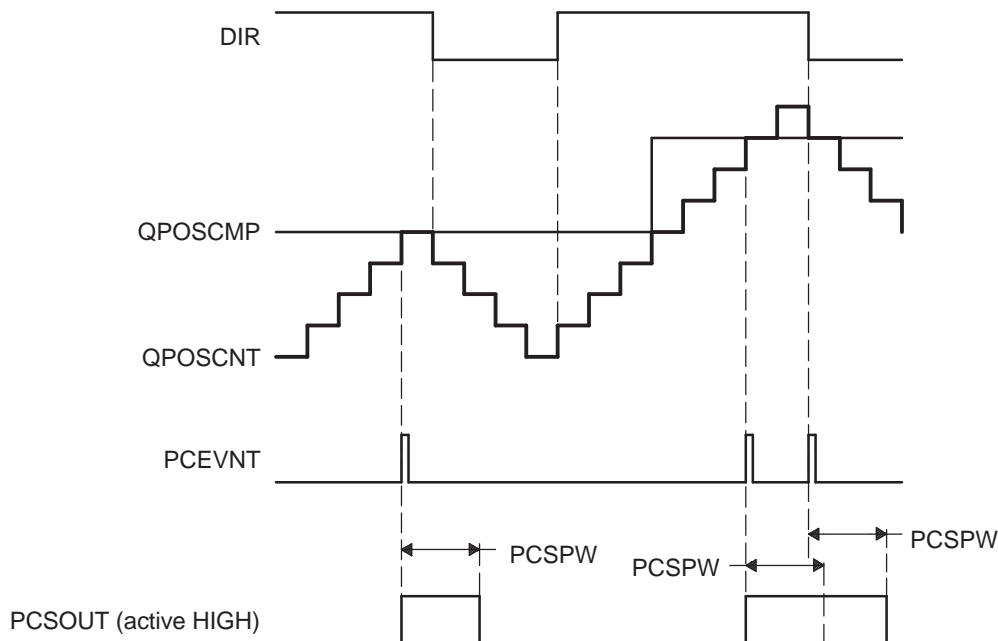 DIR
QPOSCMP
QPOSCNT
PCEVNT
PCSPW
PCSPW
PCSPW
PCSOUT (active HIGH)